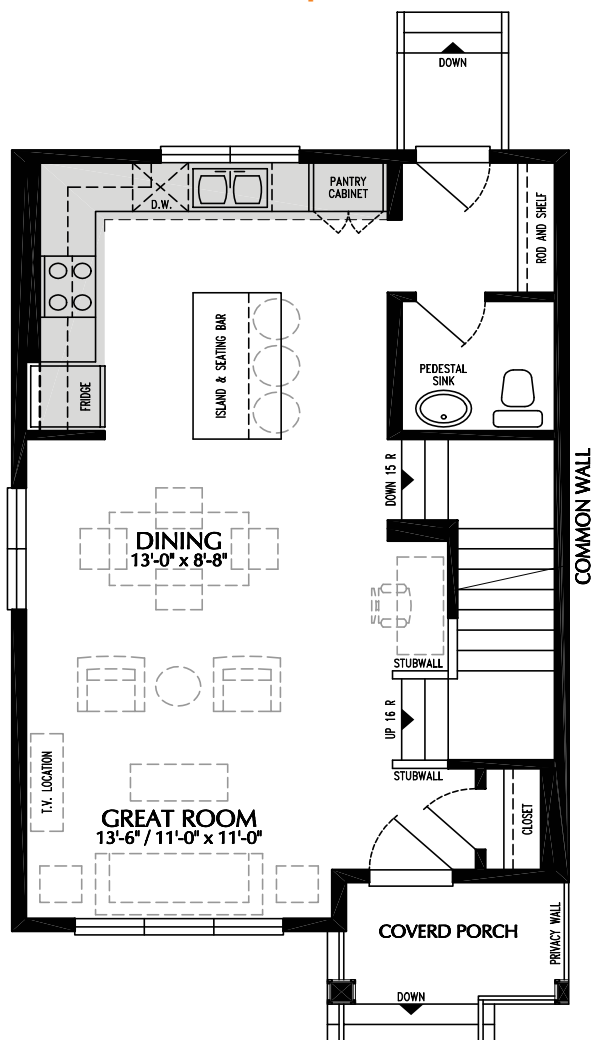 DOWN
PANTRY
CABINET
D.W.
ROD AND SHELF
ISLAND & SEATING BAR
PEDESTAL
SINK
FRIDGE
DOWN 15 R
COMMON WALL
DINING
13'-0" x 8'-8"
STUBWALL
UP 16 R
STUBWALL
T.V. LOCATION
GREAT ROOM
13'-6" / 11'-0" x 11'-0"
CLOSET
COVERD PORCH
PRIVACY WALL
DOWN